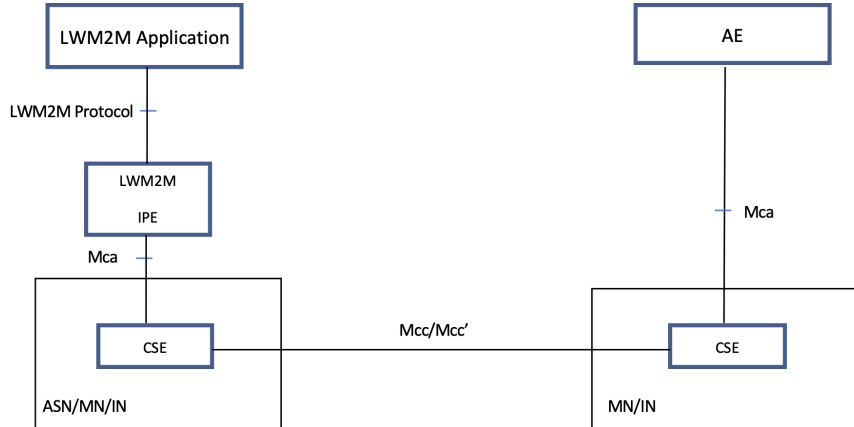 LWM2M Application
AE
LWM2M Protocol
LWM2M
IPE
Mca
Mca
Mcc/Mcc’
CSE
CSE
ASN/MN/IN
MN/IN